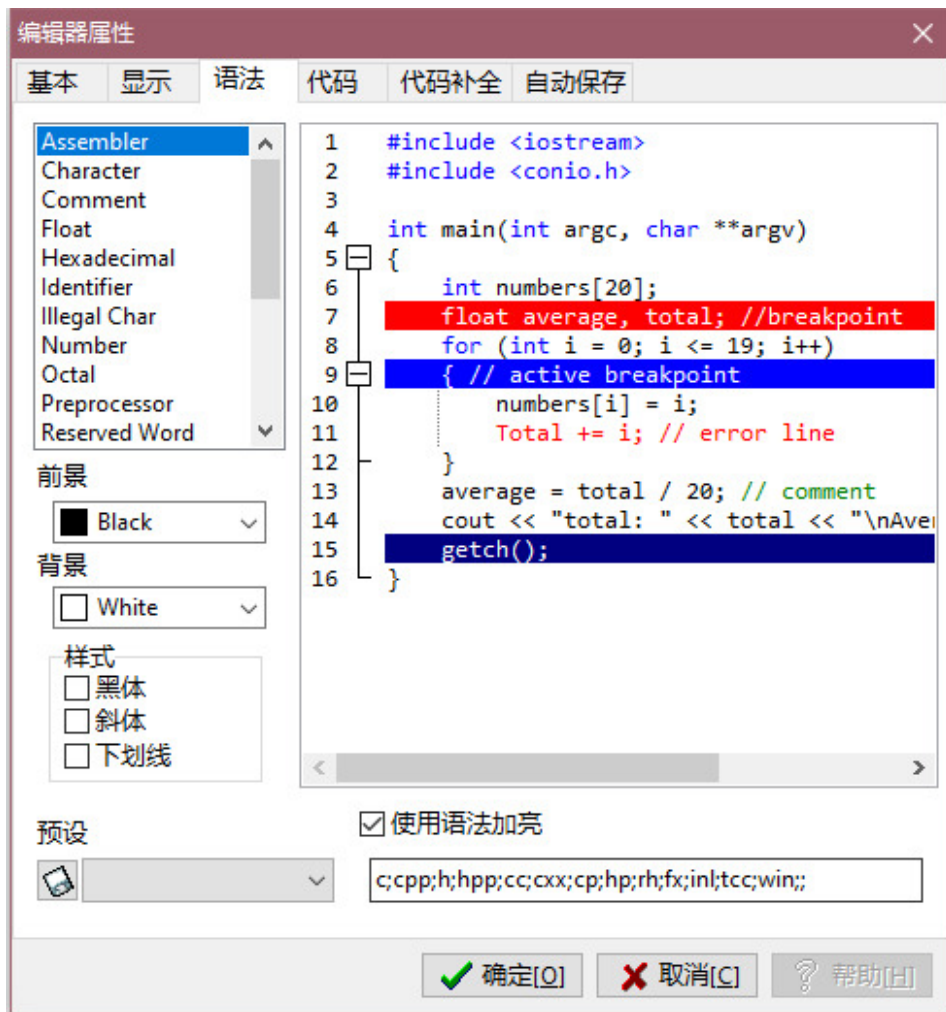 编辑器属性
基本 显示 语法 代码 代码补全 自动保存
Assembler
Character
Comment
Float
Hexadecimal
Identifier
Illegal Char
Number
Octal
Preprocessor
Reserved Word
前景
Black
背景
White
样式
黑体
斜体
下划线
预设
1 #include <iostream>
2 #include <conio.h>
3
4 int main(int argc, char **argv)
5 {
6 int numbers[20];
7 float average, total; //breakpoint
8 for (int i = 0; i <= 19; i++)
9 { // active breakpoint
10 numbers[i] = i;
11 Total += i; // error line
12 }
13 average = total / 20; // comment
14 cout << "total: " << total << "\nAver
15 getch();
16 }
使用语法加亮
c;cpp;h;hpp;cc;cxx;cp;hp;rh;fx;inl;tcc;win;;
确定[O] 取消[C] 帮助[H]